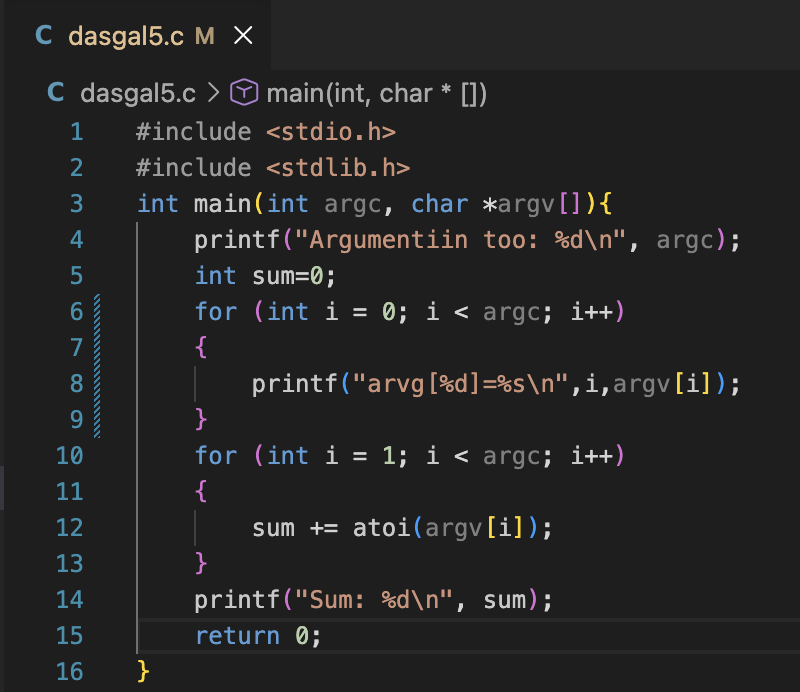 C dasgal5.c M ×
C dasgal5.c > main(int, char * [])
1 #include <stdio.h>
2 #include <stdlib.h>
3 int main(int argc, char *argv[]){
4     printf("Argumentiin too: %d\n", argc);
5     int sum=0;
6     for (int i = 0; i < argc; i++)
7     {
8         printf("arvg[%d]=%s\n",i,argv[i]);
9     }
10     for (int i = 1; i < argc; i++)
11     {
12         sum += atoi(argv[i]);
13     }
14     printf("Sum: %d\n", sum);
15     return 0;
16 }